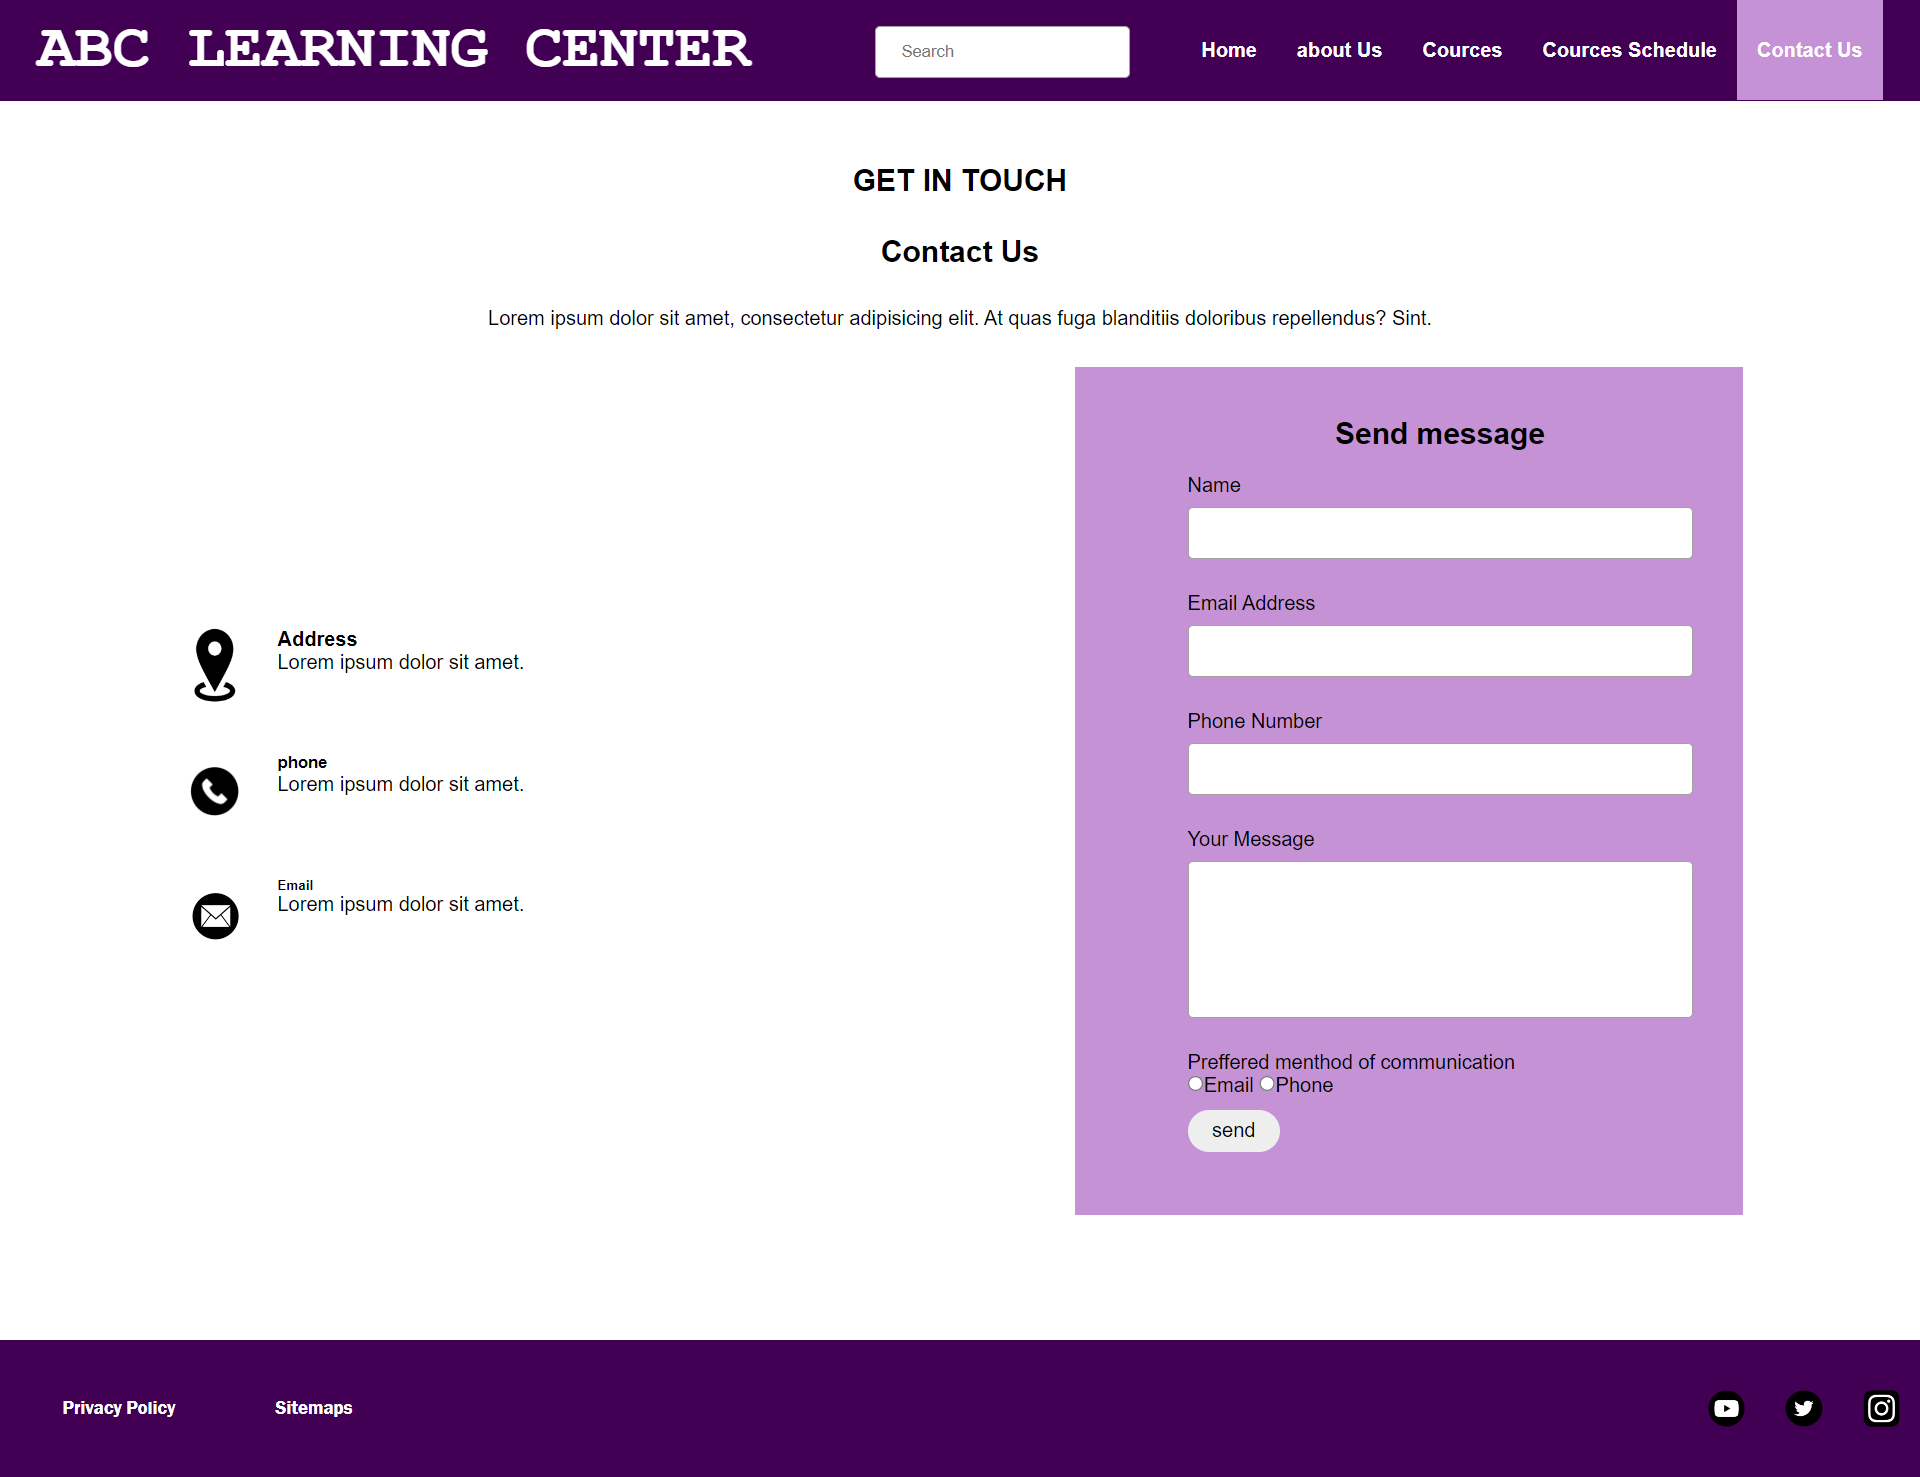 ABC LEARNING CENTER
Search
Home
about Us
Cources
Cources Schedule
Contact Us
GET IN TOUCH
Contact Us
Lorem ipsum dolor sit amet, consectetur adipisicing elit. At quas fuga blanditiis doloribus repellendus? Sint.
Address
Lorem ipsum dolor sit amet.
phone
Lorem ipsum dolor sit amet.
Email
Lorem ipsum dolor sit amet.
Send message
Name
Email Address
Phone Number
Your Message
Preffered menthod of communication
Email Phone
send
Privacy Policy
Sitemaps